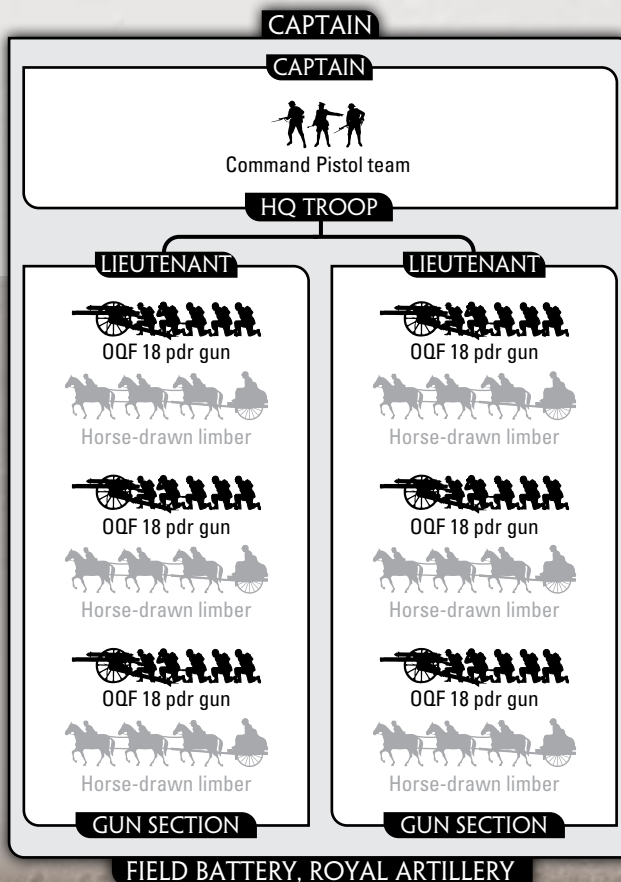 CAPTAIN
CAPTAIN
Command Pistol team
HQ TROOP
LIEUTENANT
OQF 18 pdr gun
Horse-drawn limber
OQF 18 pdr gun
Horse-drawn limber
OQF 18 pdr gun
Horse-drawn limber
GUN SECTION
LIEUTENANT
OQF 18 pdr gun
Horse-drawn limber
OQF 18 pdr gun
Horse-drawn limber
OQF 18 pdr gun
Horse-drawn limber
GUN SECTION
FIELD BATTERY, ROYAL ARTILLERY